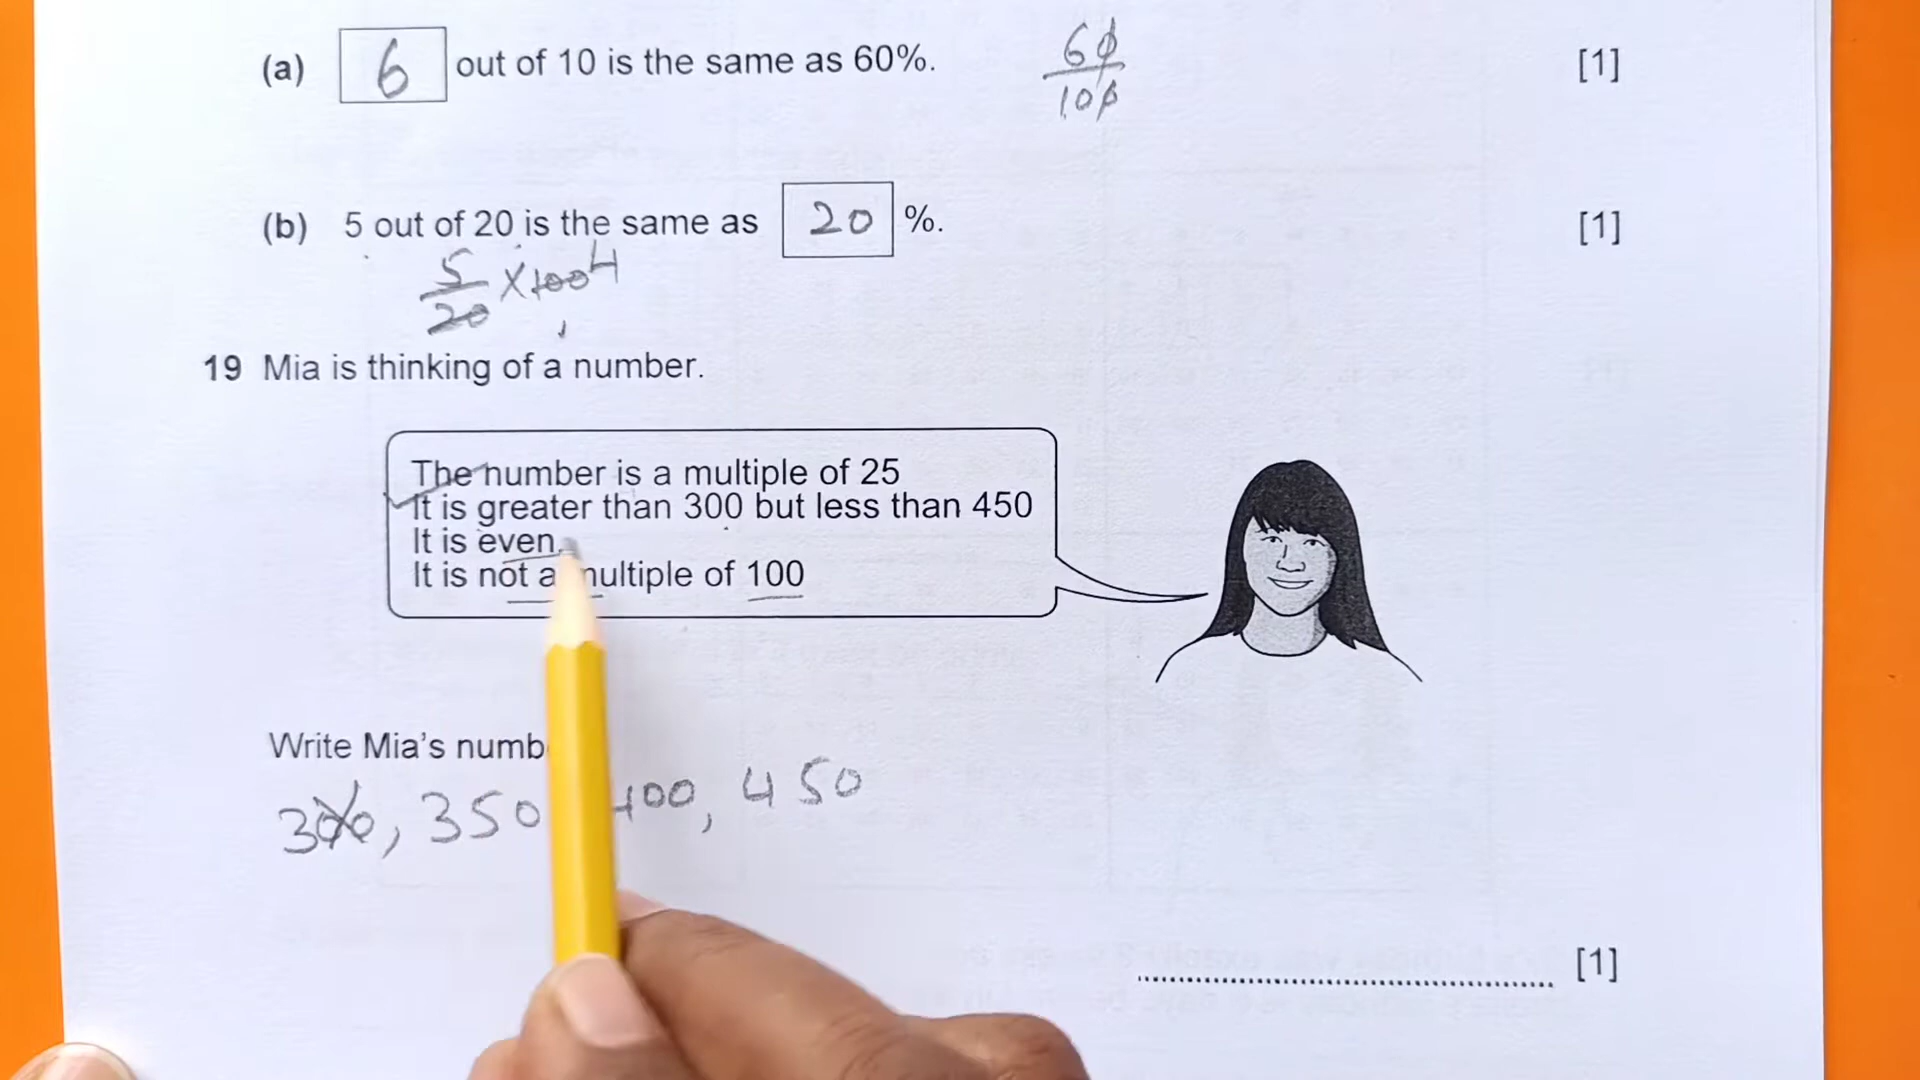 (a) 6 out of 10 is the same as 60%. [1]
60
100
(b) 5 out of 20 is the same as 20 %. [1]
5
20 ×100 4
19 Mia is thinking of a number.
The number is a multiple of 25
It is greater than 300 but less than 450
It is even.
It is not a multiple of 100
Write Mia's numb
300, 350 400, 450
[1]